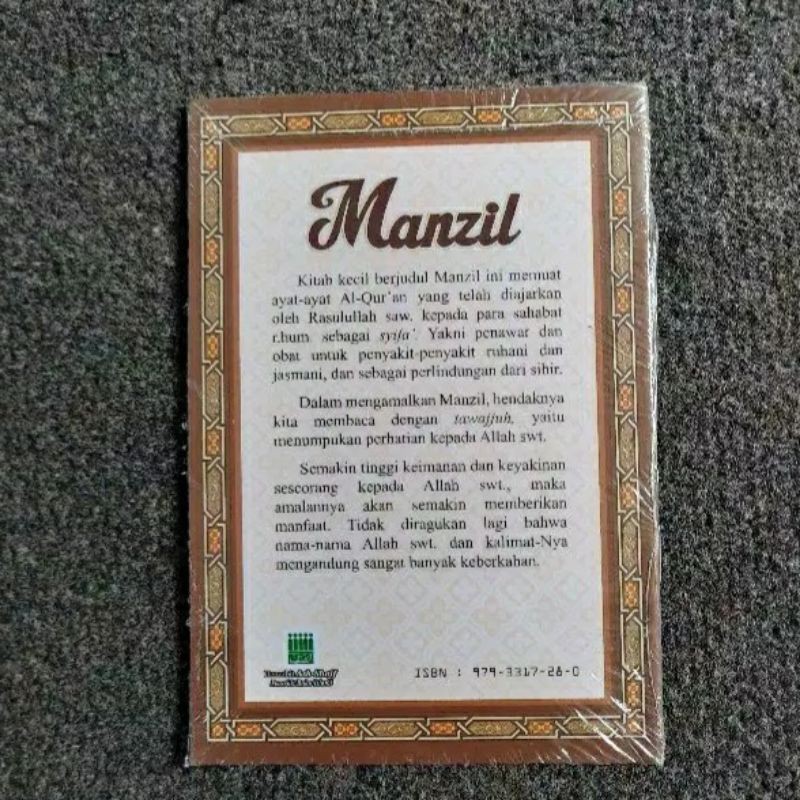 Manzil
Kitab kecil berjudul Manzil ini memuat
ayat-ayat Al-Qur'an yang telah diajarkan
oleh Rasulullah saw. kepada para sahabat
r.hum sebagai syifa'. Yakni penawar dan
obat untuk penyakit-penyakit ruhani dan
jasmani, dan sebagai perlindungan dari sihir.
Dalam mengamalkan Manzil, hendaknya
kita membaca dengan tawajjuh, yaitu
menumpukan perhatian kepada Allah swt.
Semakin tinggi keimanan dan keyakinan
seseorang kepada Allah swt., maka
amalannya akan semakin memberikan
manfaat. Tidak diragukan lagi bahwa
nama-nama Allah swt. dan kalimat-Nya
mengandung sangat banyak keberkahan.
Ash-Shaff
ISBN : 979-3317-28-0